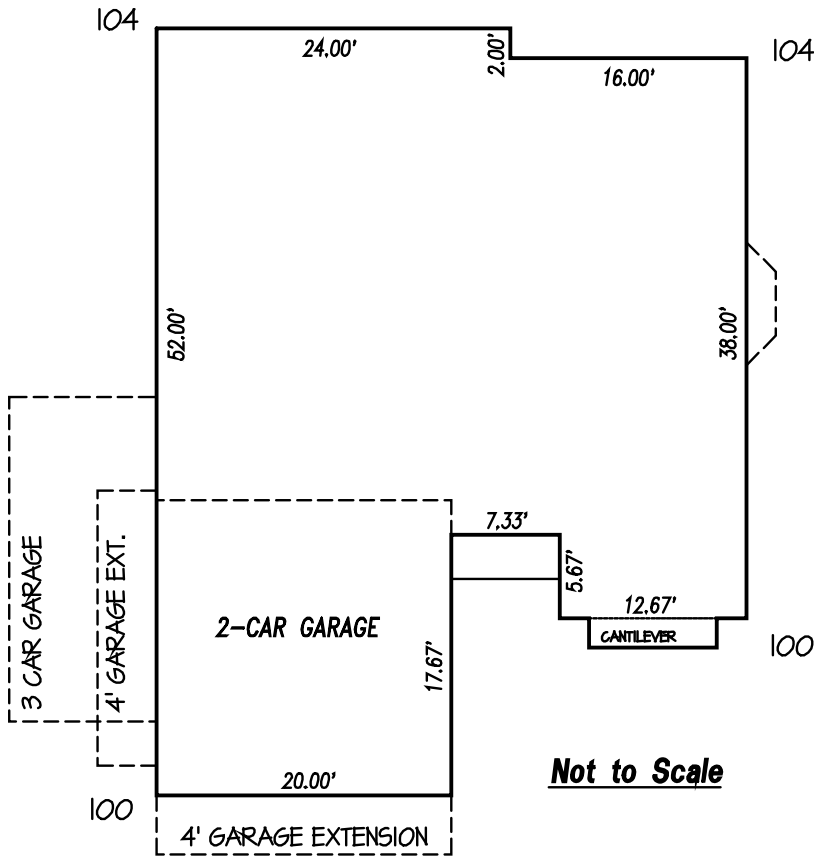 104
24.00'
2.00'
104
16.00'
52.00'
38.00'
3 CAR GARAGE
4' GARAGE EXT.
7.33'
5.67'
12.67'
2-CAR GARAGE
CANTILEVER
17.67'
100
Not to Scale
20.00'
100
4' GARAGE EXTENSION